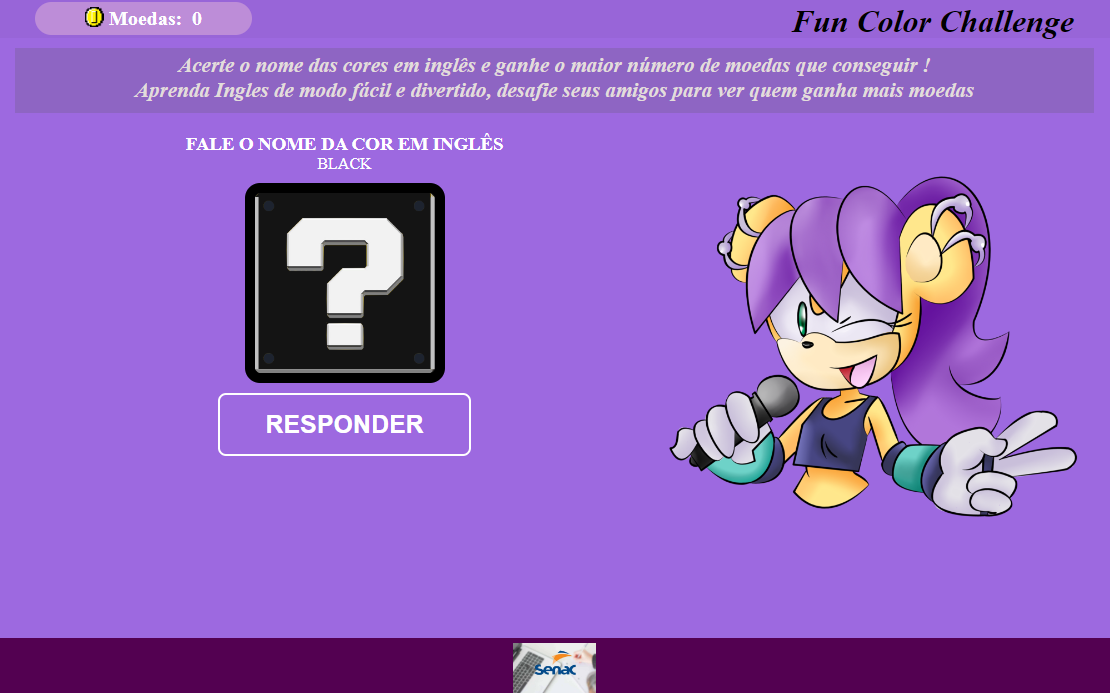 Moedas: 0
Fun Color Challenge
Acerte o nome das cores em inglês e ganhe o maior número de moedas que conseguir !
Aprenda Ingles de modo fácil e divertido, desafie seus amigos para ver quem ganha mais moedas
FALE O NOME DA COR EM INGLÊS
BLACK
?
RESPONDER
senac